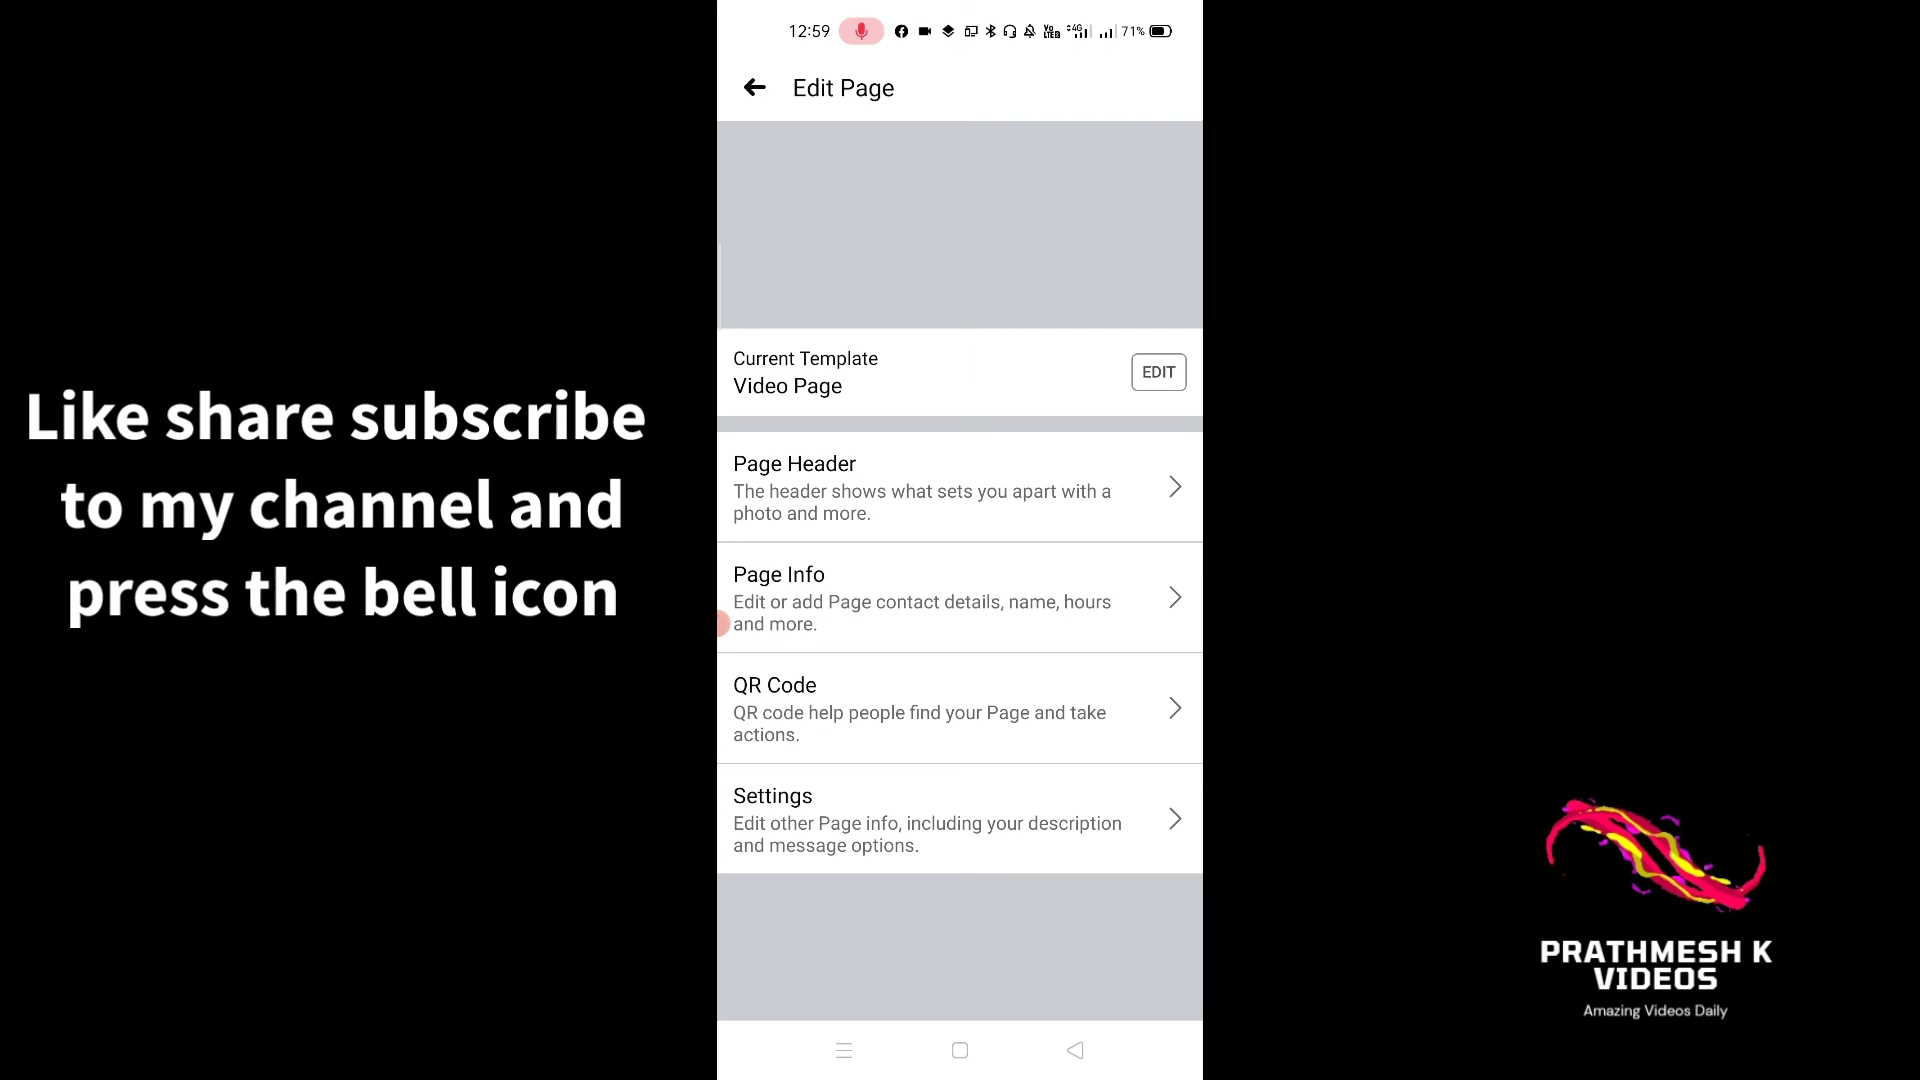 12:59
71%
Edit Page
Current Template
Video Page
EDIT
Page Header
The header shows what sets you apart with a
photo and more.
Page Info
Edit or add Page contact details, name, hours
and more.
QR Code
QR code help people find your Page and take
actions.
Settings
Edit other Page info, including your description
and message options.
Like share subscribe
to my channel and
press the bell icon
PRATHMESH K
VIDEOS
Amazing Videos Daily